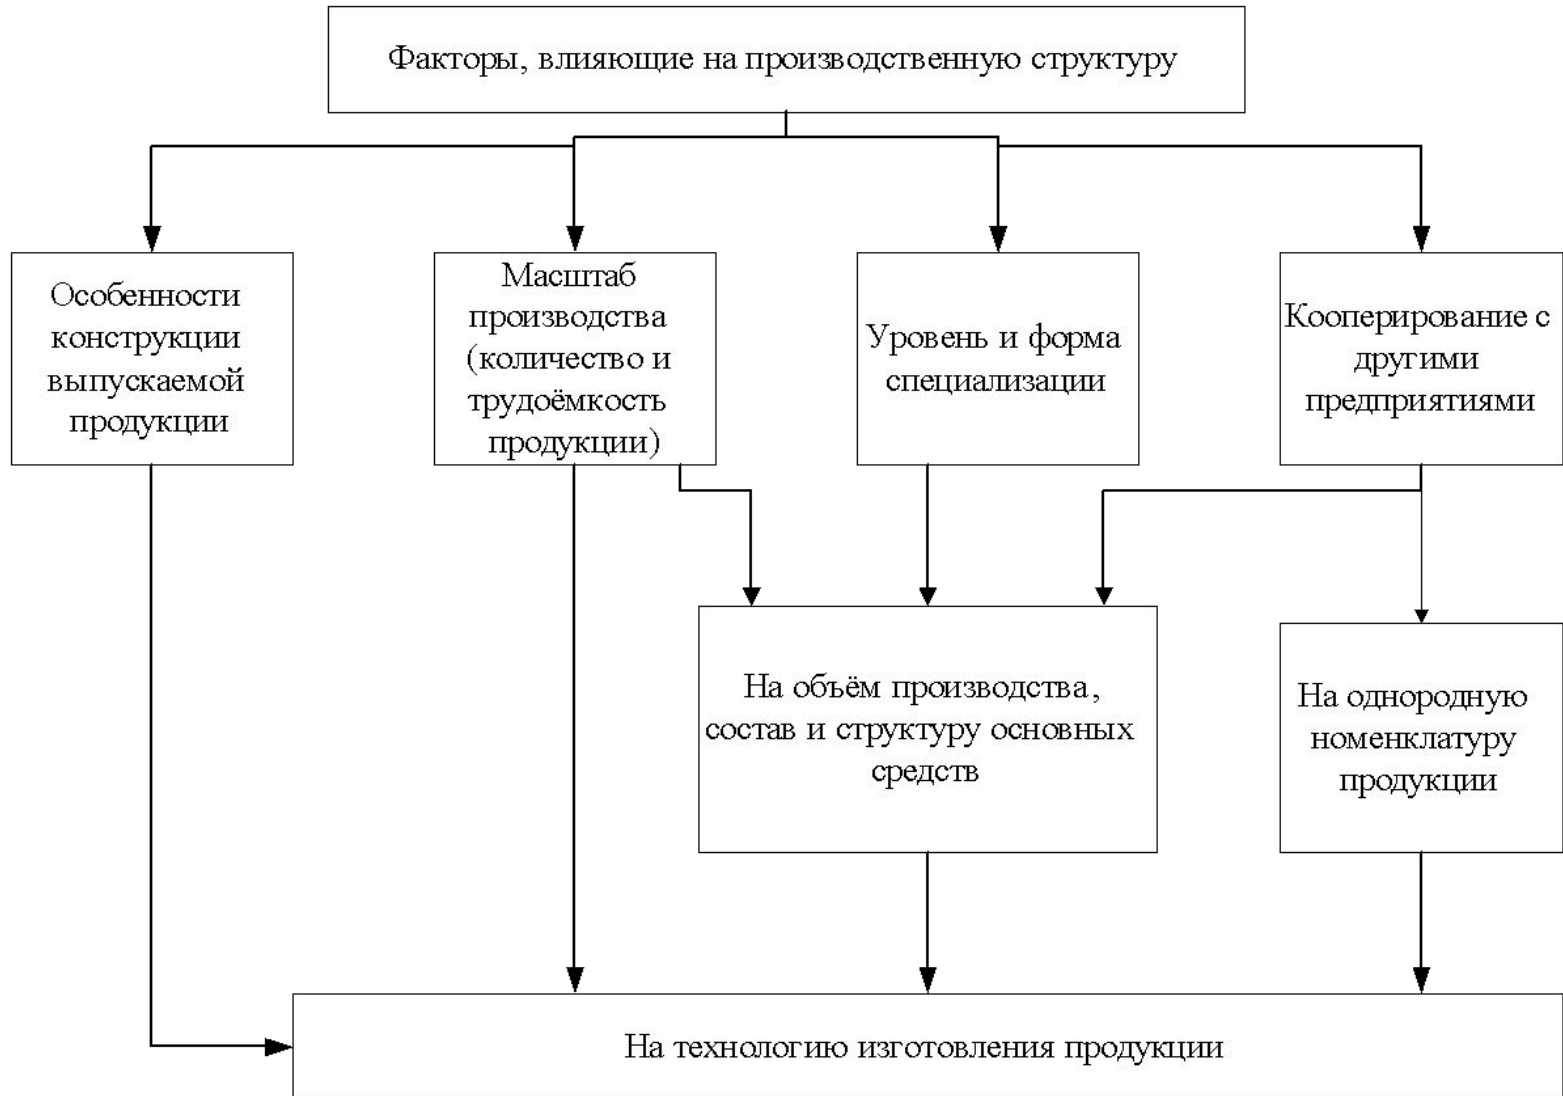 Факторы, влияющие на производственную структуру
Особенности
конструкции
выпускаемой
продукции
Масштаб
производства
(количество и
трудоёмкость
продукции)
Уровень и форма
специализации
Кооперирование с
другими
предприятиями
На объём производства,
состав и структуру основных
средств
На однородную
номенклатуру
продукции
На технологию изготовления продукции